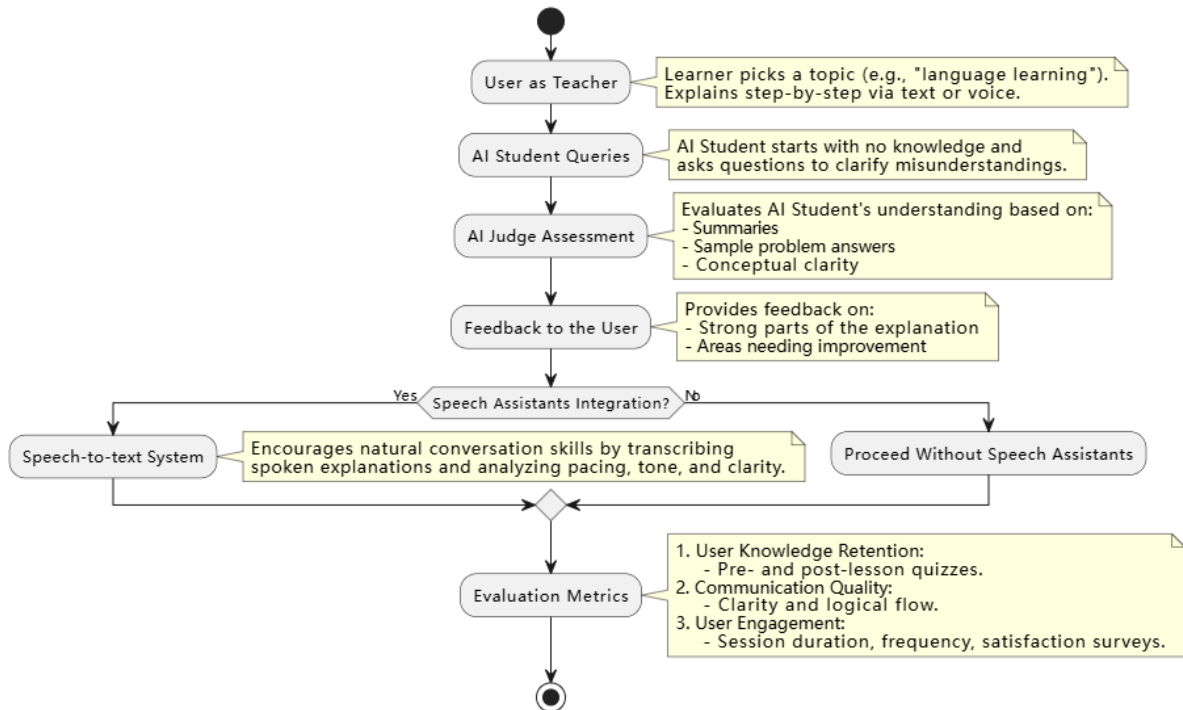 User as Teacher
Learner picks a topic (e.g., "language learning").
Explains step-by-step via text or voice.
AI Student Queries
AI Student starts with no knowledge and
asks questions to clarify misunderstandings.
AI Judge Assessment
Evaluates AI Student's understanding based on:
- Summaries
- Sample problem answers
- Conceptual clarity
Feedback to the User
Provides feedback on:
- Strong parts of the explanation
- Areas needing improvement
Yes
Speech Assistants Integration?
No
Speech-to-text System
Encourages natural conversation skills by transcribing
spoken explanations and analyzing pacing, tone, and clarity.
Proceed Without Speech Assistants
Evaluation Metrics
1. User Knowledge Retention:
- Pre- and post-lesson quizzes.
2. Communication Quality:
- Clarity and logical flow.
3. User Engagement:
- Session duration, frequency, satisfaction surveys.